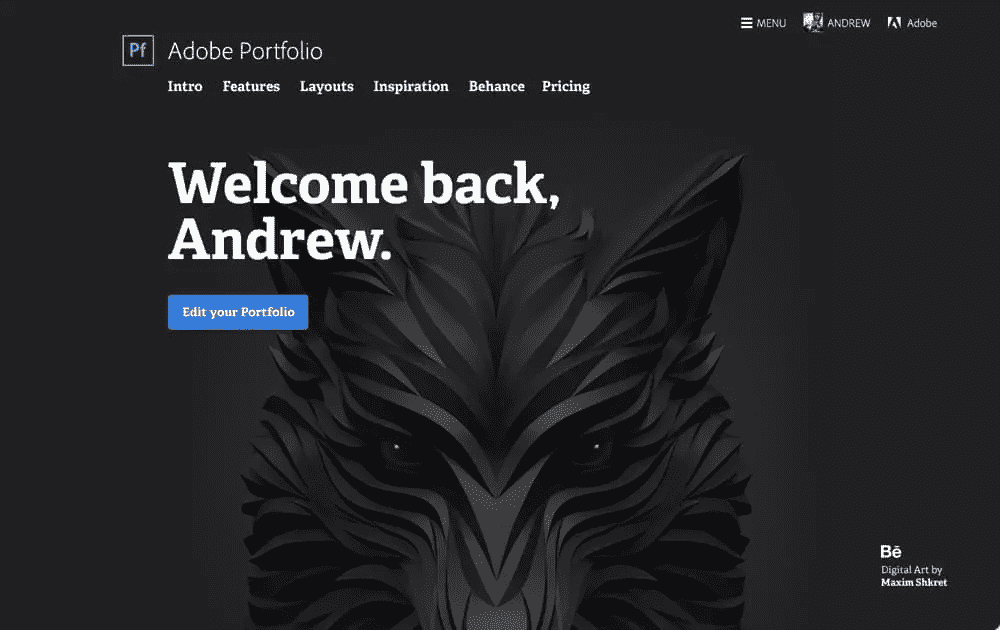 MENU ANDREW Adobe
Pf Adobe Portfolio
Intro Features Layouts Inspiration Behance Pricing
Welcome back,
Andrew.
Edit your Portfolio
Bē
Digital Art by
Maxim Shkret